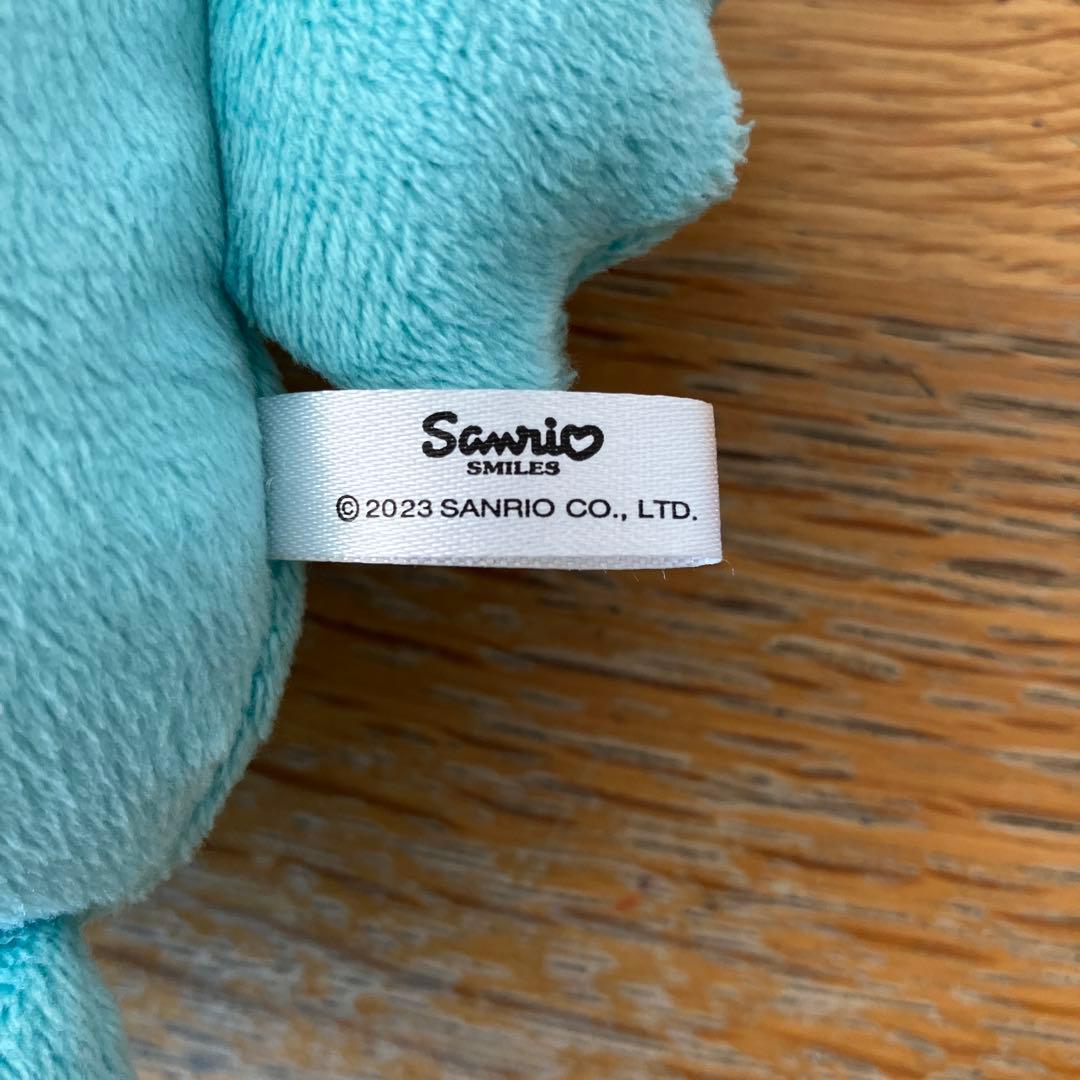 Sanrio
SMILES
© 2023 SANRIO CO., LTD.